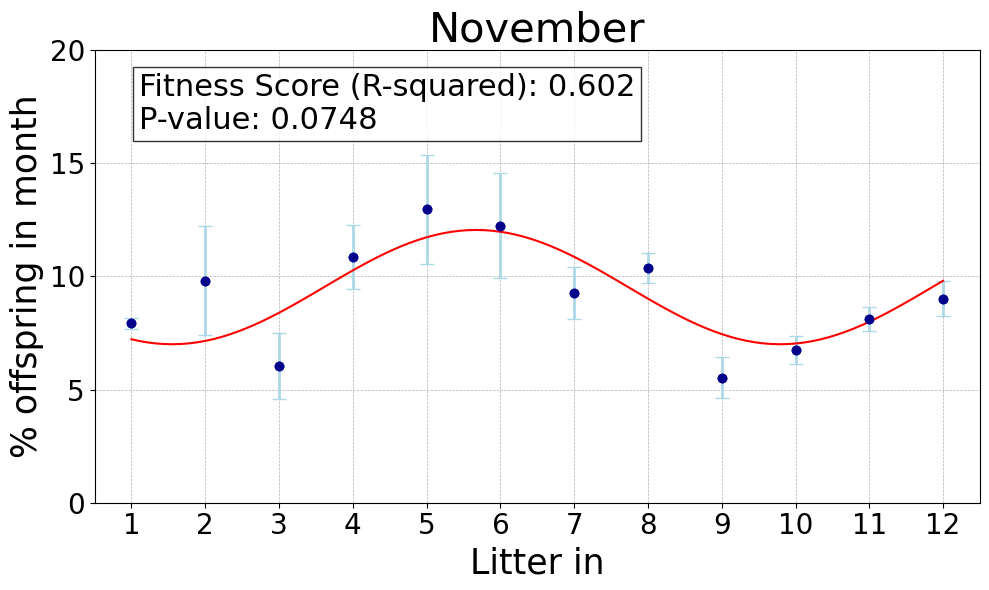 November
Fitness Score (R-squared): 0.602
P-value: 0.0748
% offspring in month
20
15
10
5
0
1 2 3 4 5 6 7 8 9 10 11 12
Litter in